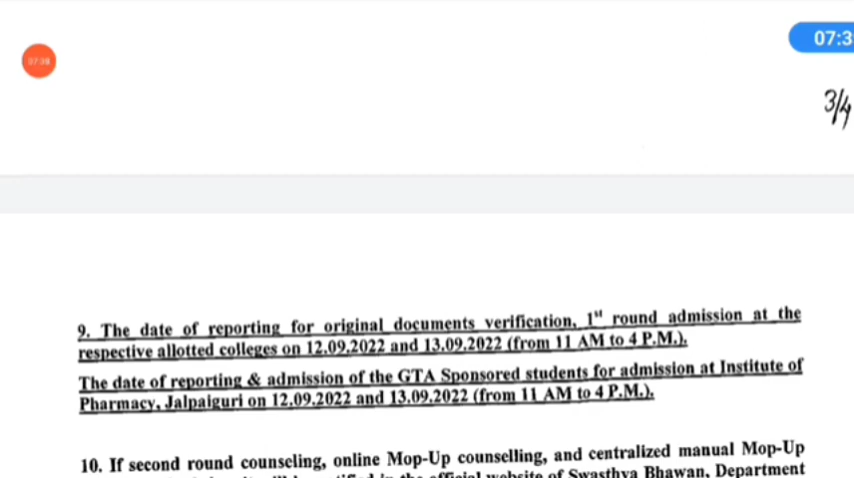 07:3
07:38
3/4
9. The date of reporting for original documents verification, 1st round admission at the
respective allotted colleges on 12.09.2022 and 13.09.2022 (from 11 AM to 4 P.M.).
The date of reporting & admission of the GTA Sponsored students for admission at Institute of
Pharmacy, Jalpaiguri on 12.09.2022 and 13.09.2022 (from 11 AM to 4 P.M.).
10. If second round counseling, online Mop-Up counselling, and centralized manual Mop-Up
official website of Swasthya Bhawan, Department